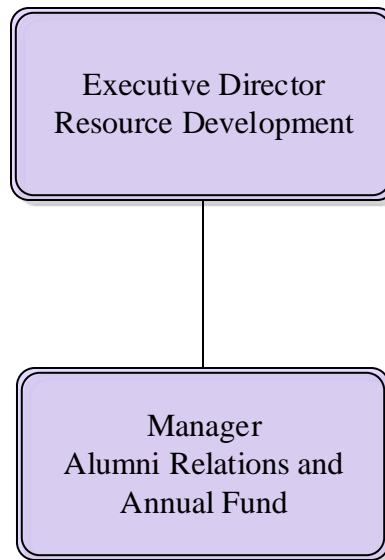 Executive Director
Resource Development
Manager
Alumni Relations and
Annual Fund